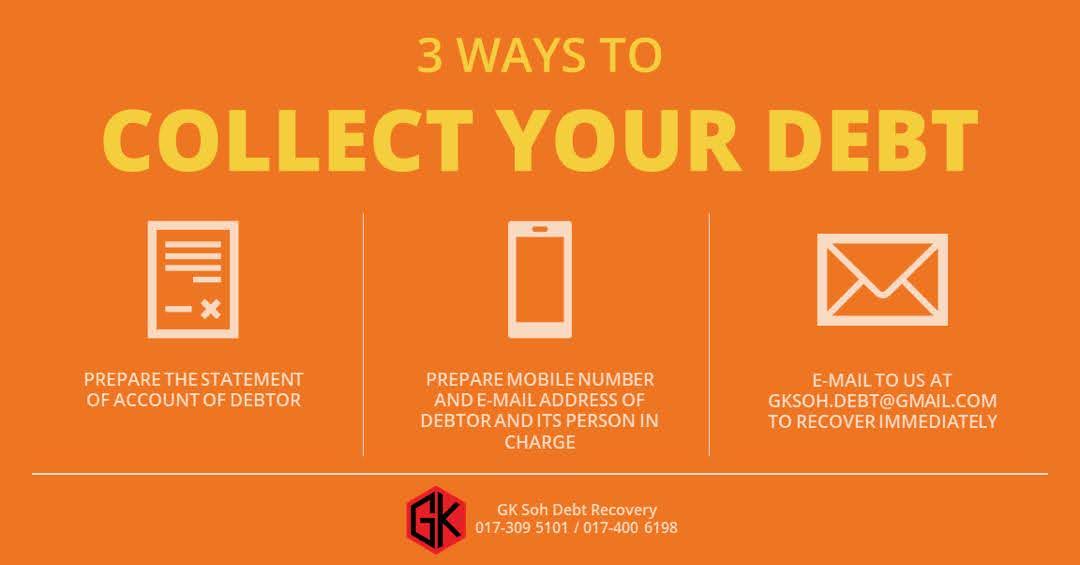 3 WAYS TO
COLLECT YOUR DEBT
PREPARE THE STATEMENT
OF ACCOUNT OF DEBTOR
PREPARE MOBILE NUMBER
AND E-MAIL ADDRESS OF
DEBTOR AND ITS PERSON IN
CHARGE
E-MAIL TO US AT
GKSOH.DEBT@GMAIL.COM
TO RECOVER IMMEDIATELY
GK
GK Soh Debt Recovery
017-309 5101 / 017-400 6198